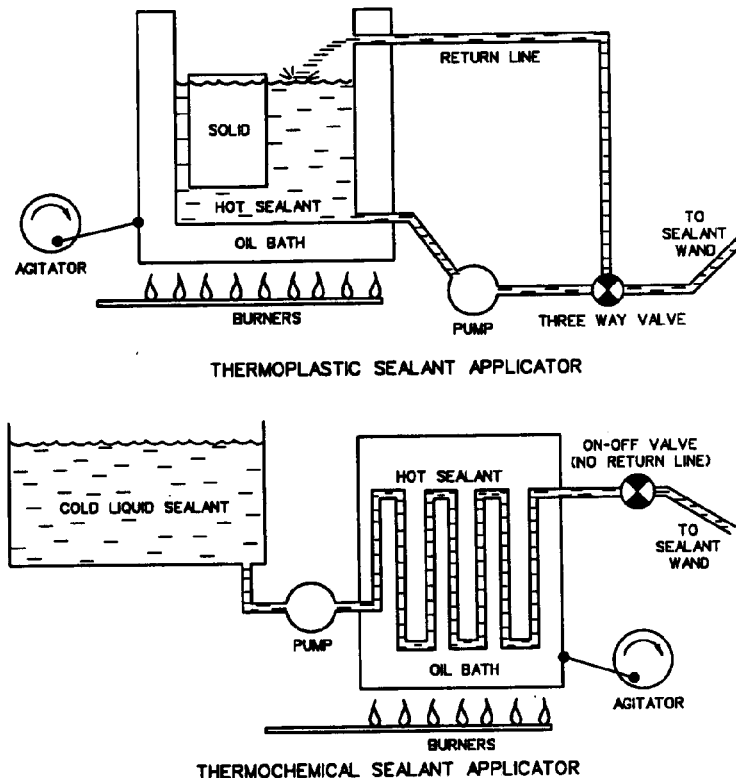 RETURN LINE
SOLID
HOT SEALANT
OIL BATH
AGITATOR
BURNERS
PUMP
THREE WAY VALVE
TO
SEALANT
WAND
THERMOPLASTIC SEALANT APPLICATOR
COLD LIQUID SEALANT
PUMP
HOT SEALANT
OIL BATH
ON-OFF VALVE
(NO RETURN LINE)
TO
SEALANT
WAND
AGITATOR
BURNERS
THERMOCHEMICAL SEALANT APPLICATOR